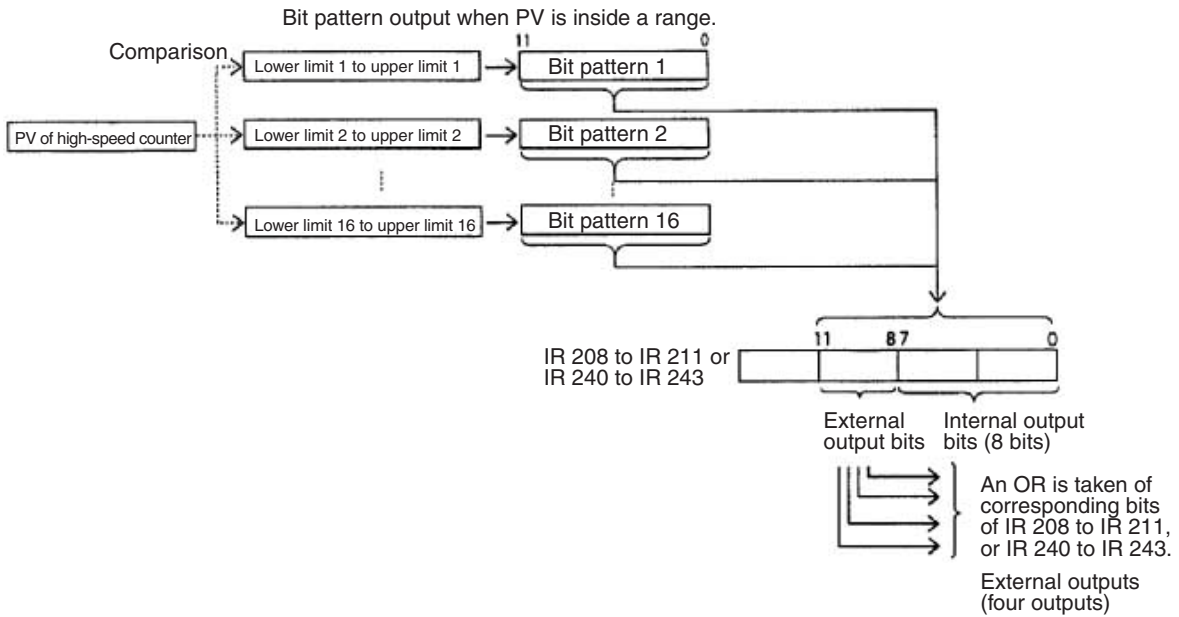 Bit pattern output when PV is inside a range.
11 0
Comparison
Lower limit 1 to upper limit 1
Bit pattern 1
PV of high-speed counter
Lower limit 2 to upper limit 2
Bit pattern 2
Lower limit 16 to upper limit 16
Bit pattern 16
11 8 7 0
IR 208 to IR 211 or
IR 240 to IR 243
External
output bits
Internal output
bits (8 bits)
An OR is taken of
corresponding bits
of IR 208 to IR 211,
or IR 240 to IR 243.
External outputs
(four outputs)